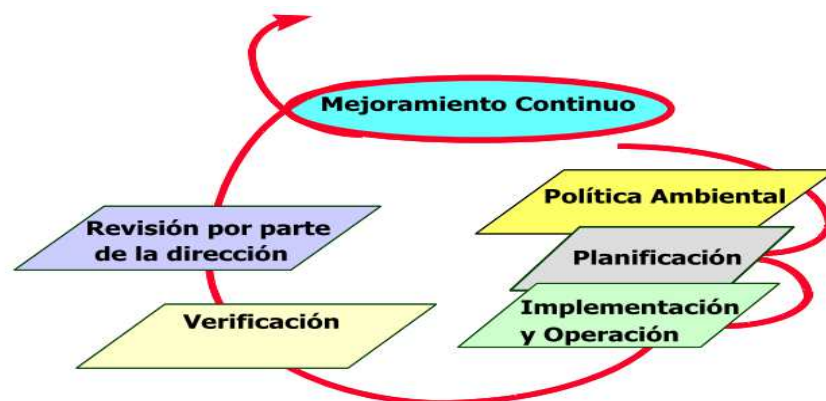 Mejoramiento Continuo
Política Ambiental
Planificación
Implementación
y Operación
Verificación
Revisión por parte
de la dirección